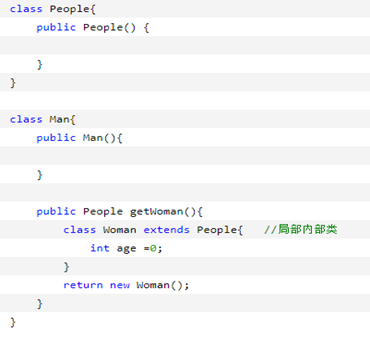 class People{
    public People() {
    }
}
class Man{
    public Man(){
    }
    public People getWoman(){
        class Woman extends People{   //局部内部类
            int age =0;
        }
        return new Woman();
    }
}